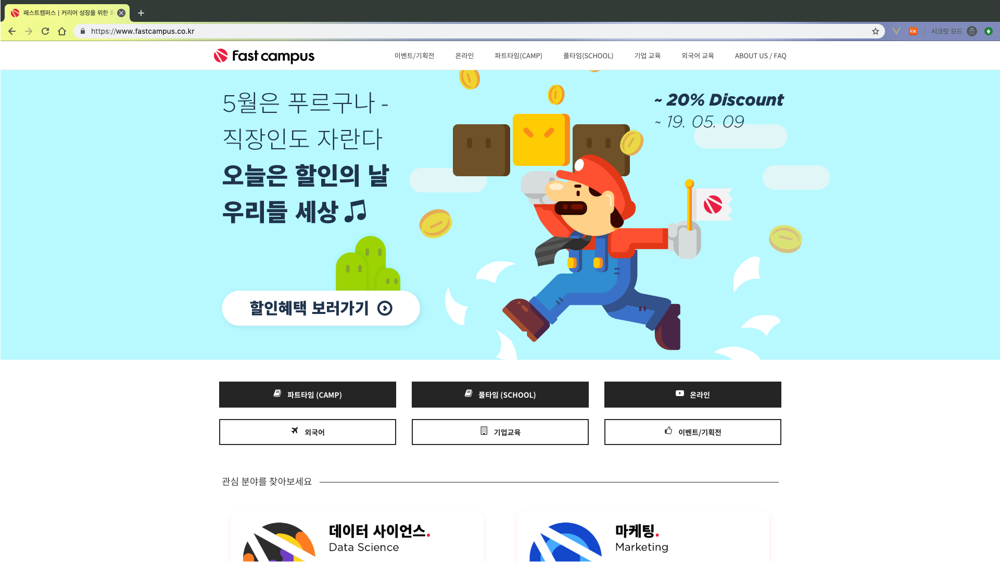 패스트캠퍼스 | 커리어 성장을 위한
https://www.fastcampus.co.kr
시크릿 모드
Fast campus
이벤트/기획전
온라인
파트타임(CAMP)
풀타임(SCHOOL)
기업 교육
외국어 교육
ABOUT US / FAQ
5월은 푸르구나 -
직장인도 자란다
오늘은 할인의 날
우리들 세상
~ 20% Discount
~ 19. 05. 09
할인혜택 보러가기
파트타임 (CAMP)
풀타임 (SCHOOL)
온라인
외국어
기업교육
이벤트/기획전
관심 분야를 찾아보세요
데이터 사이언스.
Data Science
마케팅.
Marketing